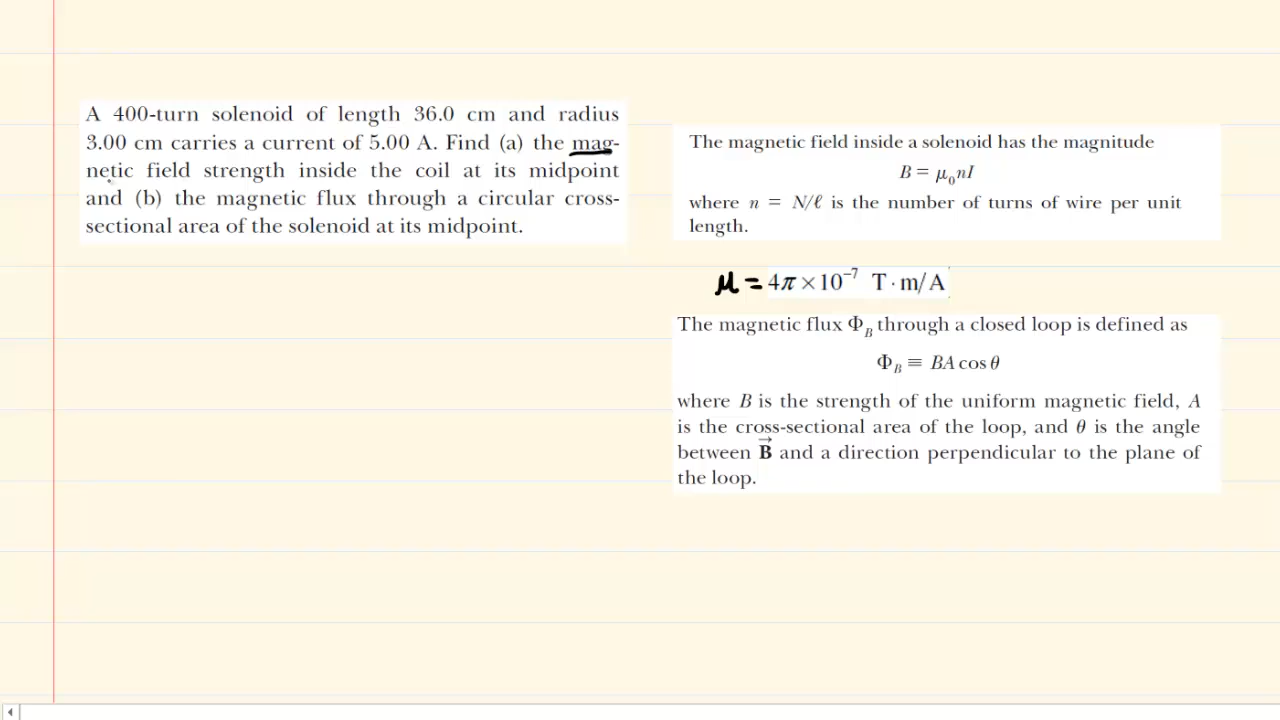 A 400-turn solenoid of length 36.0 cm and radius
3.00 cm carries a current of 5.00 A. Find (a) the mag-
netic field strength inside the coil at its midpoint
and (b) the magnetic flux through a circular cross-
sectional area of the solenoid at its midpoint.
The magnetic field inside a solenoid has the magnitude
B = μ₀nI
where n = N/ℓ is the number of turns of wire per unit
length.
μ = 4π × 10⁻⁷ T · m/A
The magnetic flux Φ_B through a closed loop is defined as
Φ_B ≡ BA cos θ
where B is the strength of the uniform magnetic field, A
is the cross-sectional area of the loop, and θ is the angle
between B⃗ and a direction perpendicular to the plane of
the loop.